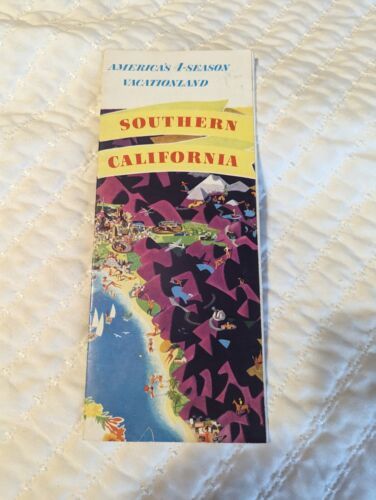 AMERICA'S 4-SEASON
VACATIONLAND
SOUTHERN
CALIFORNIA